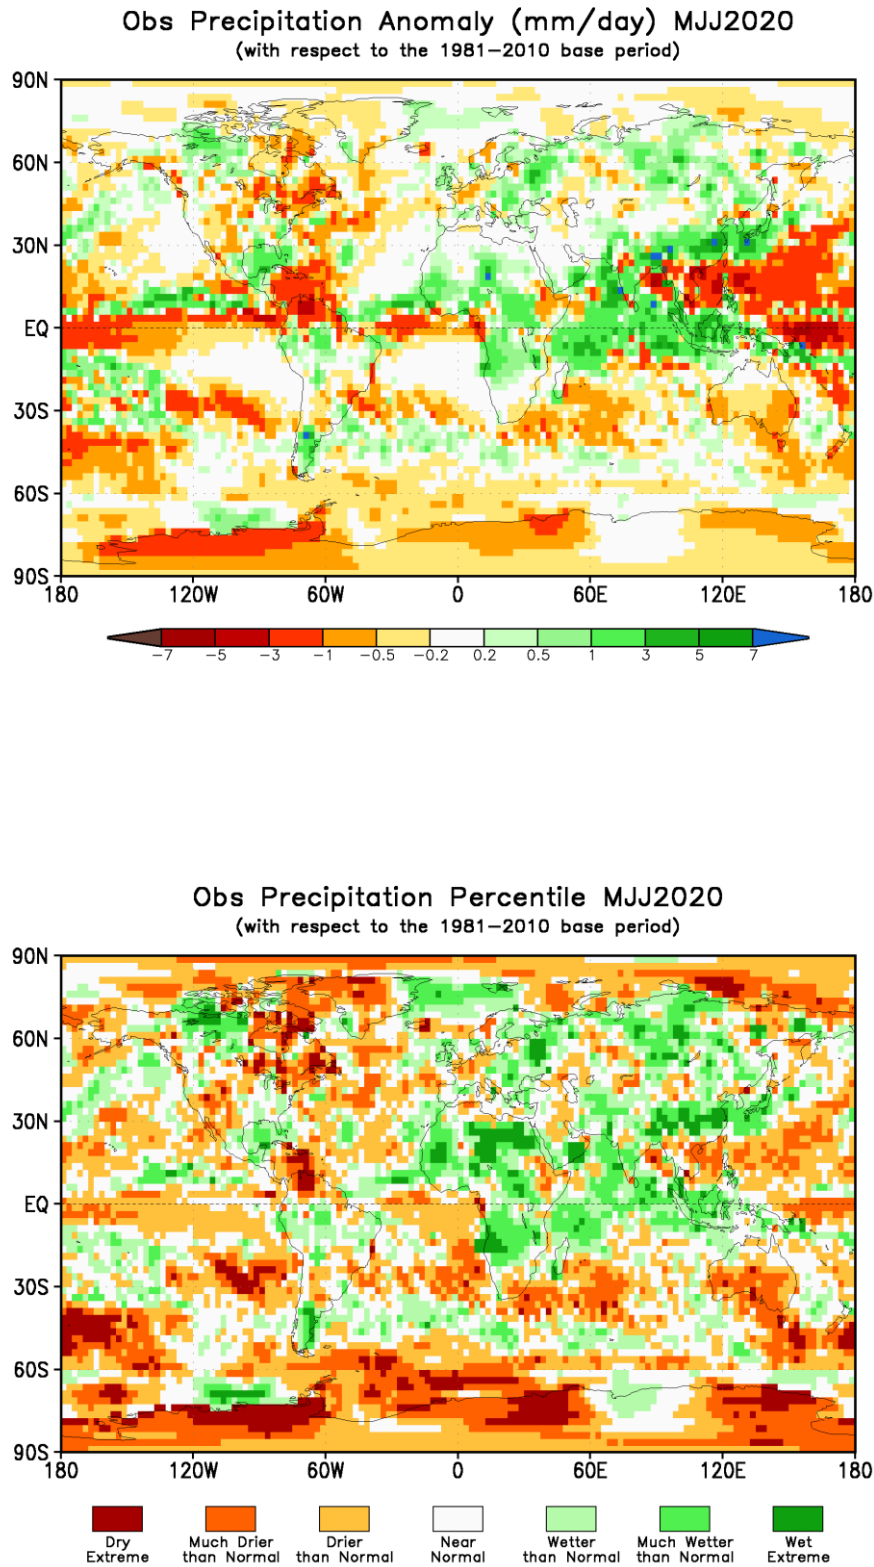 Obs Precipitation Anomaly (mm/day) MJJ2020
(with respect to the 1981−2010 base period)
90N
60N
30N
EQ
30S
60S
90S
180 120W 60W 0 60E 120E 180
−7 −5 −3 −1 −0.5 −0.2 0.2 0.5 1 3 5 7
Obs Precipitation Percentile MJJ2020
(with respect to the 1981−2010 base period)
90N
60N
30N
EQ
30S
60S
90S
180 120W 60W 0 60E 120E 180
Dry Much Drier Drier Near Wetter Much Wetter Wet
Extreme than Normal than Normal Normal than Normal than Normal Extreme